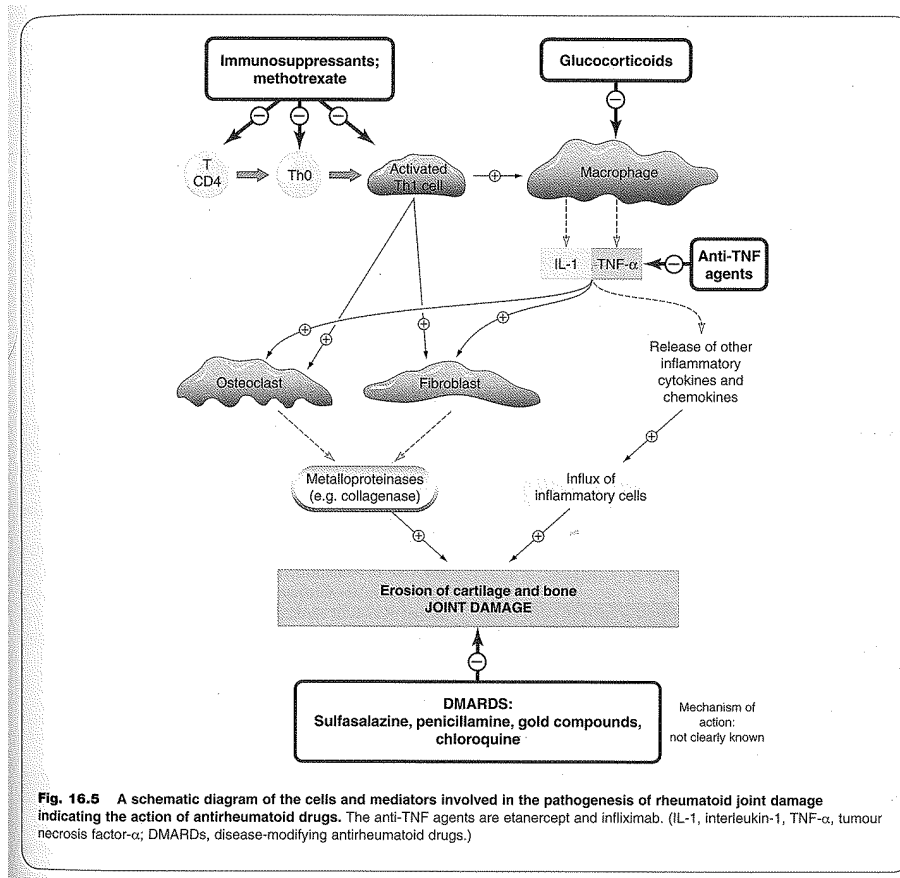 Immunosuppressants;
methotrexate
Glucocorticoids
T
CD4
Th0
Activated
Th1 cell
Macrophage
IL-1
TNF-α
Anti-TNF
agents
Osteoclast
Fibroblast
Release of other
inflammatory
cytokines and
chemokines
Metalloproteinases
(e.g. collagenase)
Influx of
inflammatory cells
Erosion of cartilage and bone
JOINT DAMAGE
DMARDS:
Sulfasalazine, penicillamine, gold compounds,
chloroquine
Mechanism of
action:
not clearly known
Fig. 16.5 A schematic diagram of the cells and mediators involved in the pathogenesis of rheumatoid joint damage
indicating the action of antirheumatoid drugs. The anti-TNF agents are etanercept and infliximab. (IL-1, interleukin-1, TNF-α, tumour
necrosis factor-α; DMARDs, disease-modifying antirheumatoid drugs.)